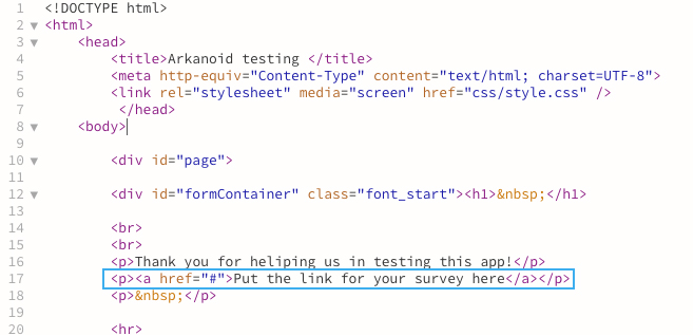 1 <!DOCTYPE html>
2 <html>
3 <head>
4 <title>Arkanoid testing </title>
5 <meta http-equiv="Content-Type" content="text/html; charset=UTF-8">
6 <link rel="stylesheet" media="screen" href="css/style.css" />
7 </head>
8 <body>
9
10 <div id="page">
11
12 <div id="formContainer" class="font_start"><h1>&nbsp;</h1>
13
14 <br>
15 <br>
16 <p>Thank you for heliping us in testing this app!</p>
17 <p><a href="#">Put the link for your survey here</a></p>
18 <p>&nbsp;</p>
19
20 <hr>